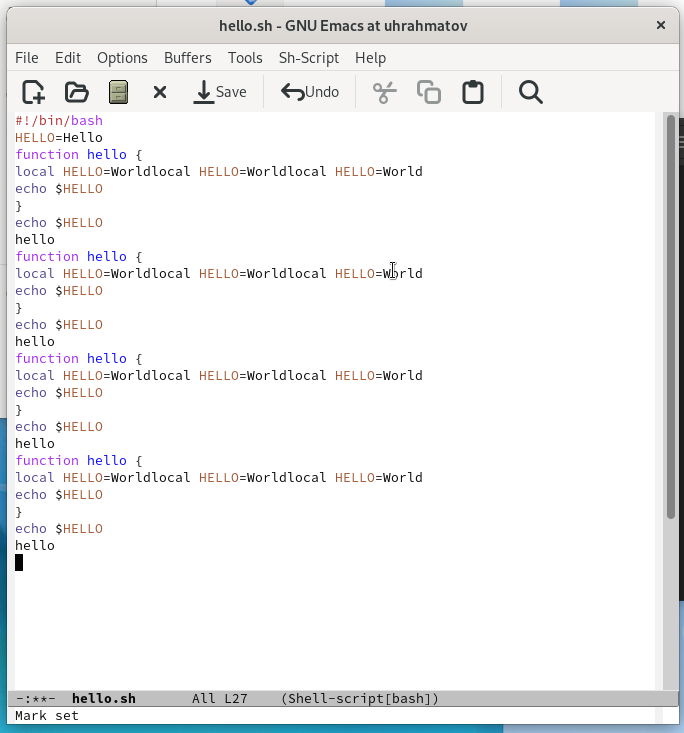 hello.sh - GNU Emacs at uhrahmatov
File Edit Options Buffers Tools Sh-Script Help
Save Undo
#!/bin/bash
HELLO=Hello
function hello {
local HELLO=Worldlocal HELLO=Worldlocal HELLO=World
echo $HELLO
}
echo $HELLO
hello
function hello {
local HELLO=Worldlocal HELLO=Worldlocal HELLO=World
echo $HELLO
}
echo $HELLO
hello
function hello {
local HELLO=Worldlocal HELLO=Worldlocal HELLO=World
echo $HELLO
}
echo $HELLO
hello
function hello {
local HELLO=Worldlocal HELLO=Worldlocal HELLO=World
echo $HELLO
}
echo $HELLO
hello
-:**- hello.sh All L27 (Shell-script[bash])
Mark set